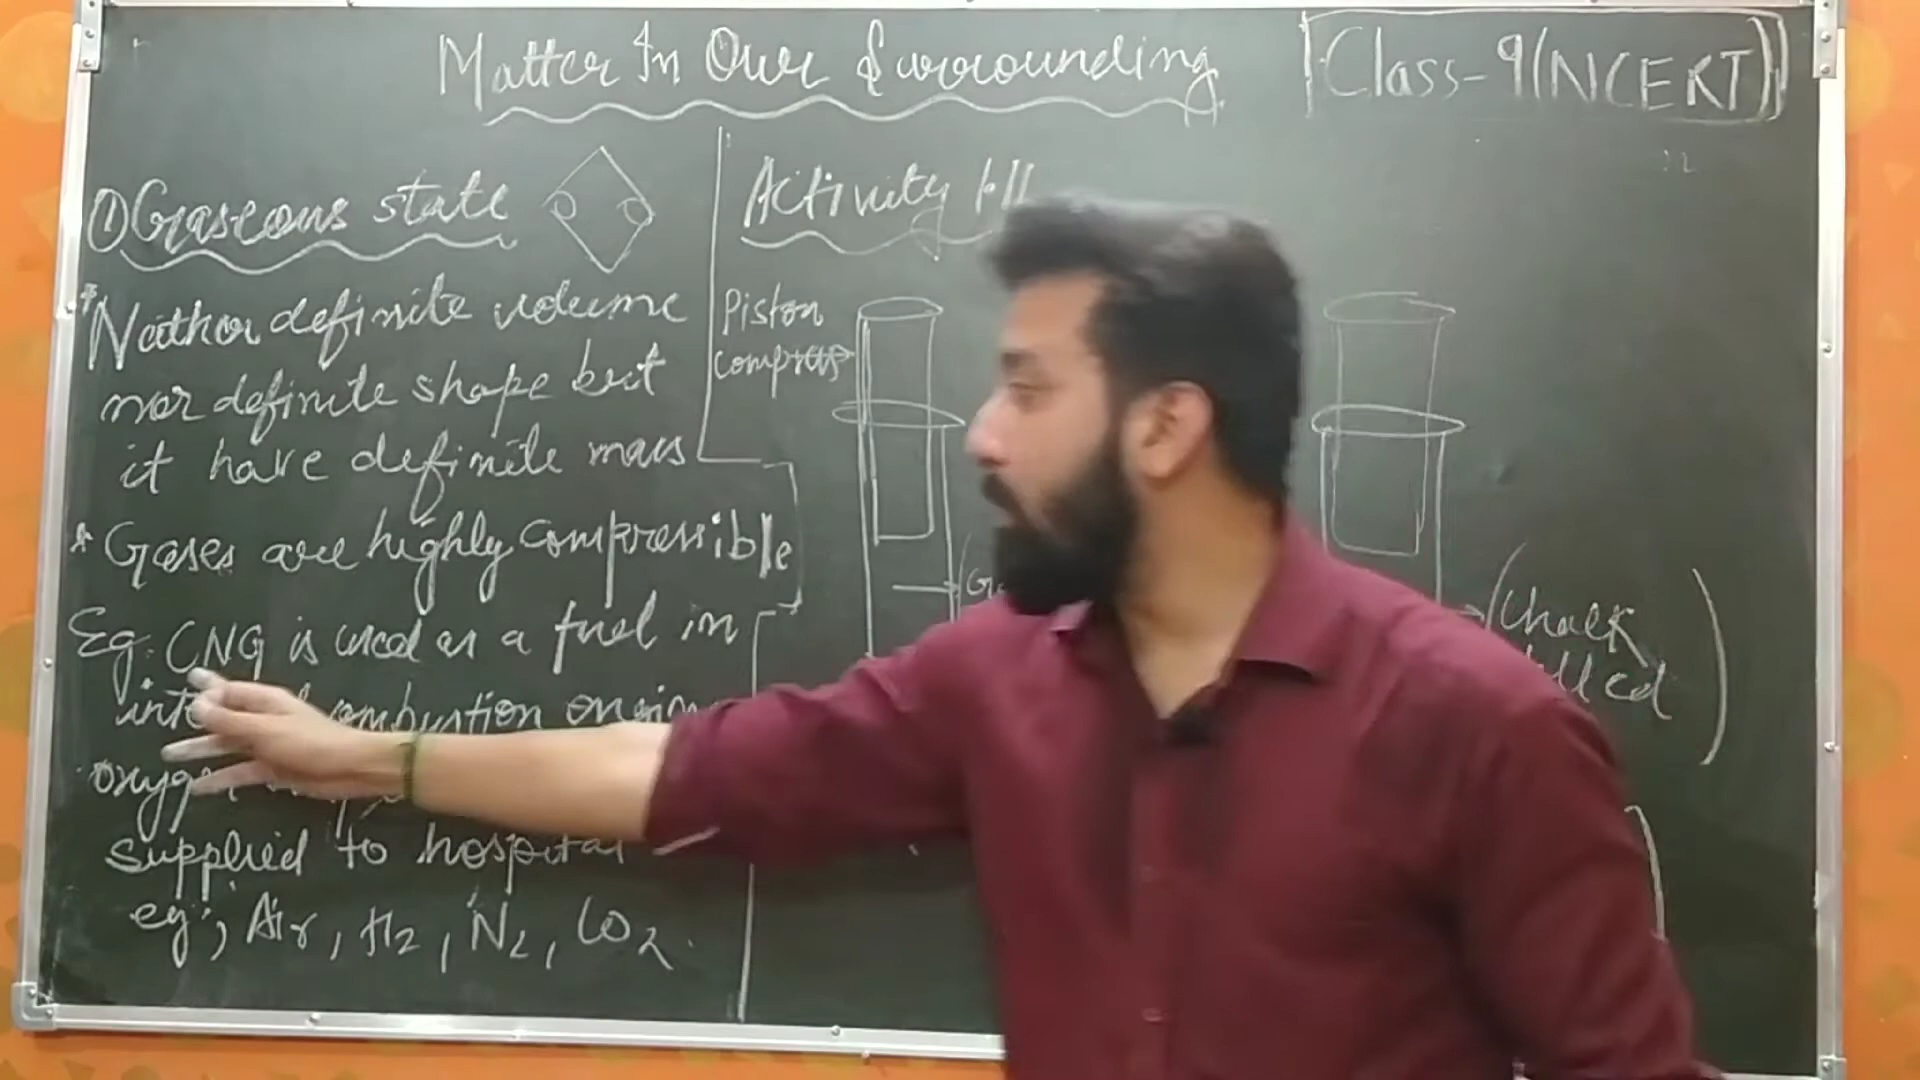 Matter In Our Surrounding
Class-9(NCERT)
① Gaseous state
* Neither definite volume
nor definite shape but
it have definite mass
* Gases are highly compressible
Eg. CNG is used as a fuel in
combustion
supplied to hospital
eg; Air, H2, N2, CO2.
Activity 1.11
Piston
compress
Chalk